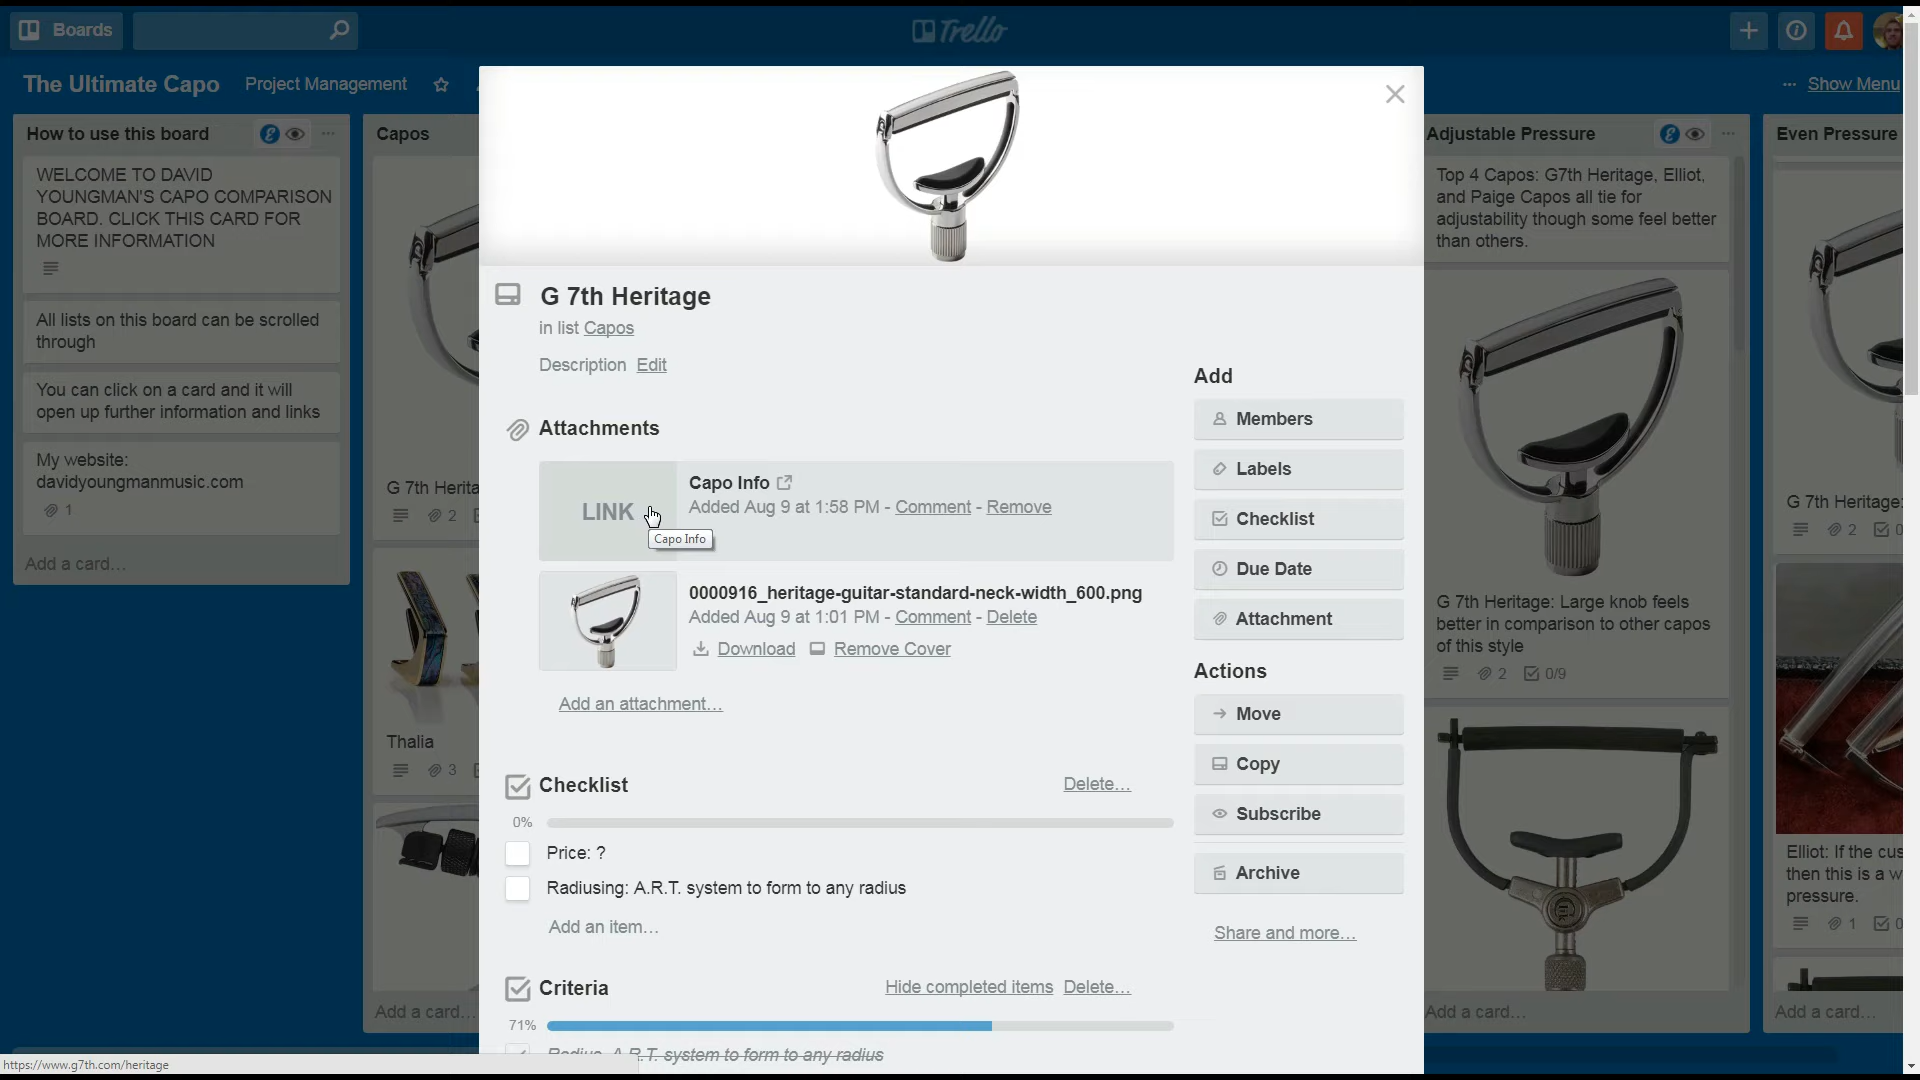 Boards
Trello
The Ultimate Capo
Project Management
Show Menu
How to use this board
WELCOME TO DAVID
YOUNGMAN'S CAPO COMPARISON
BOARD. CLICK THIS CARD FOR
MORE INFORMATION
All lists on this board can be scrolled
through
You can click on a card and it will
open up further information and links
My website:
davidyoungmanmusic.com
1
Add a card...
Capos
G 7th Herita
2
Thalia
3
Add a card...
G 7th Heritage
in list Capos
Description Edit
Attachments
LINK
Capo Info
Added Aug 9 at 1:58 PM - Comment - Remove
Capo Info
0000916_heritage-guitar-standard-neck-width_600.png
Added Aug 9 at 1:01 PM - Comment - Delete
Download Remove Cover
Add an attachment...
Checklist
Delete...
0%
Price: ?
Radiusing: A.R.T. system to form to any radius
Add an item...
Criteria
Hide completed items Delete...
71%
Radius: A.R.T. system to form to any radius
Add
Members
Labels
Checklist
Due Date
Attachment
Actions
Move
Copy
Subscribe
Archive
Share and more...
Adjustable Pressure
Top 4 Capos: G7th Heritage, Elliot,
and Paige Capos all tie for
adjustability though some feel better
than others.
G 7th Heritage: Large knob feels
better in comparison to other capos
of this style
2 0/9
Add a card...
Even Pressure
G 7th Heritage:
2 0
Elliot: If the cus
then this is a w
pressure.
1 0
Add a card...
https://www.g7th.com/heritage